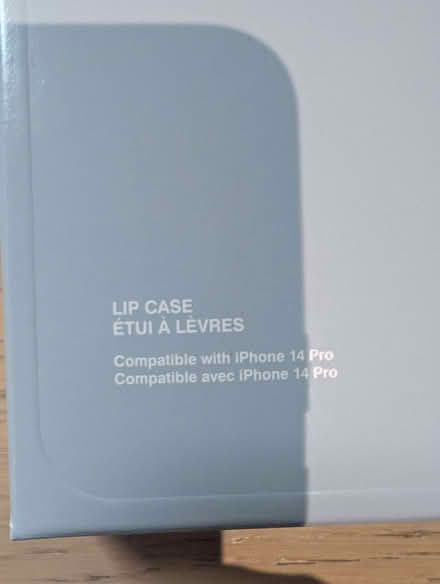 LIP CASE
ÉTUI À LÈVRES
Compatible with iPhone 14 Pro
Compatible avec iPhone 14 Pro